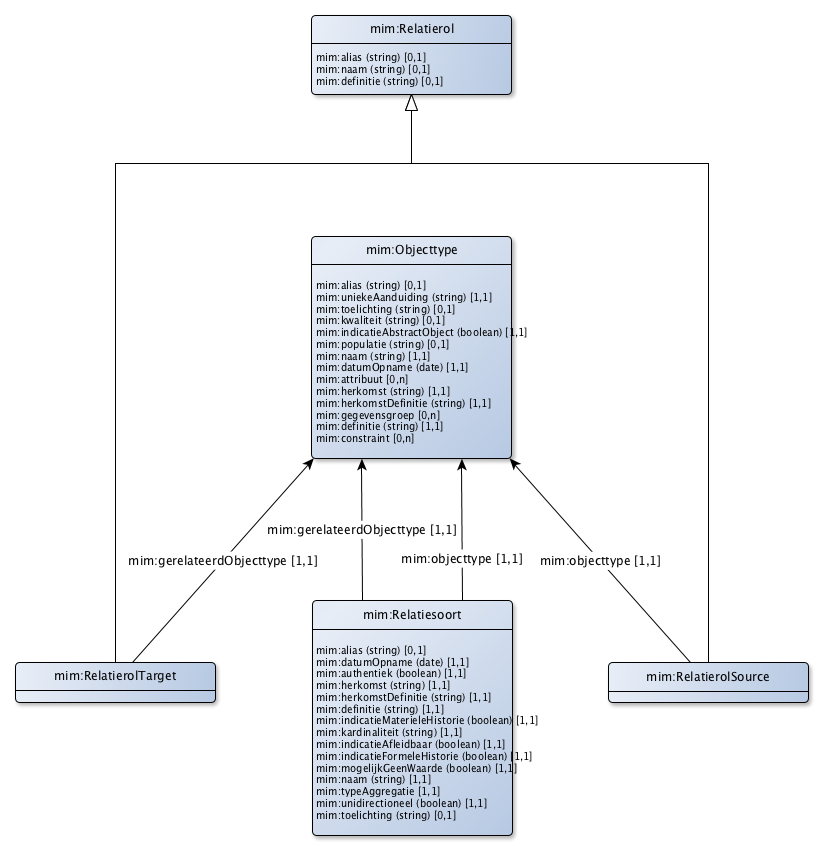 mim:Relatierol
mim:alias (string) [0,1]
mim:naam (string) [0,1]
mim:definitie (string) [0,1]
mim:Objecttype
mim:alias (string) [0,1]
mim:uniekeAanduiding (string) [1,1]
mim:toelichting (string) [0,1]
mim:kwaliteit (string) [0,1]
mim:indicatieAbstractObject (boolean) [1,1]
mim:populatie (string) [0,1]
mim:naam (string) [1,1]
mim:datumOpname (date) [1,1]
mim:attribuut [0,n]
mim:herkomst (string) [1,1]
mim:herkomstDefinitie (string) [1,1]
mim:gegevensgroep [0,n]
mim:definitie (string) [1,1]
mim:constraint [0,n]
mim:gerelateerdObjecttype [1,1]
mim:gerelateerdObjecttype [1,1]
mim:objecttype [1,1]
mim:objecttype [1,1]
mim:Relatiesoort
mim:alias (string) [0,1]
mim:datumOpname (date) [1,1]
mim:authentiek (boolean) [1,1]
mim:herkomst (string) [1,1]
mim:herkomstDefinitie (string) [1,1]
mim:definitie (string) [1,1]
mim:indicatieMaterieleHistorie (boolean) [1,1]
mim:kardinaliteit (string) [1,1]
mim:indicatieAfleidbaar (boolean) [1,1]
mim:indicatieFormeleHistorie (boolean) [1,1]
mim:mogelijkGeenWaarde (boolean) [1,1]
mim:naam (string) [1,1]
mim:typeAggregatie [1,1]
mim:unidirectioneel (boolean) [1,1]
mim:toelichting (string) [0,1]
mim:RelatierolTarget
mim:RelatierolSource